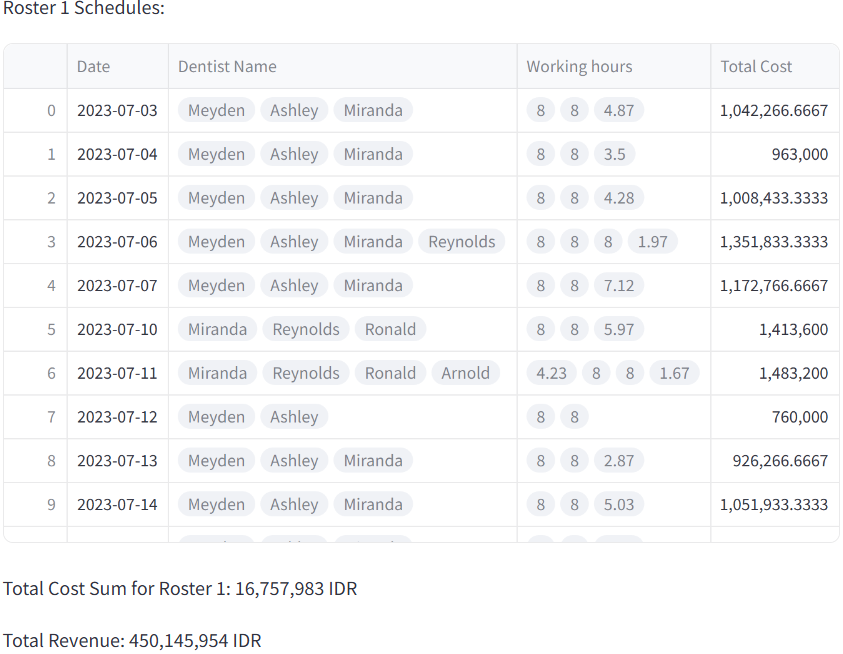 Roster 1 Schedules:
Date Dentist Name Working hours Total Cost
0 2023-07-03 Meyden Ashley Miranda 8 8 4.87 1,042,266.6667
1 2023-07-04 Meyden Ashley Miranda 8 8 3.5 963,000
2 2023-07-05 Meyden Ashley Miranda 8 8 4.28 1,008,433.3333
3 2023-07-06 Meyden Ashley Miranda Reynolds 8 8 8 1.97 1,351,833.3333
4 2023-07-07 Meyden Ashley Miranda 8 8 7.12 1,172,766.6667
5 2023-07-10 Miranda Reynolds Ronald 8 8 5.97 1,413,600
6 2023-07-11 Miranda Reynolds Ronald Arnold 4.23 8 8 1.67 1,483,200
7 2023-07-12 Meyden Ashley 8 8 760,000
8 2023-07-13 Meyden Ashley Miranda 8 8 2.87 926,266.6667
9 2023-07-14 Meyden Ashley Miranda 8 8 5.03 1,051,933.3333
Total Cost Sum for Roster 1: 16,757,983 IDR
Total Revenue: 450,145,954 IDR